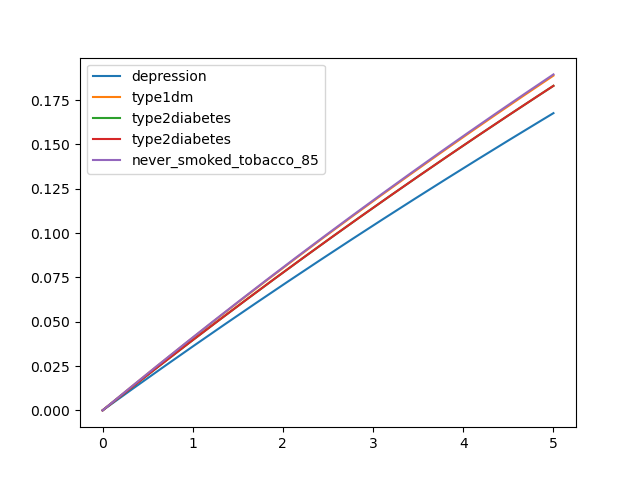 depression
type1dm
type2diabetes
type2diabetes
never_smoked_tobacco_85
0.175
0.150
0.125
0.100
0.075
0.050
0.025
0.000
0 1 2 3 4 5